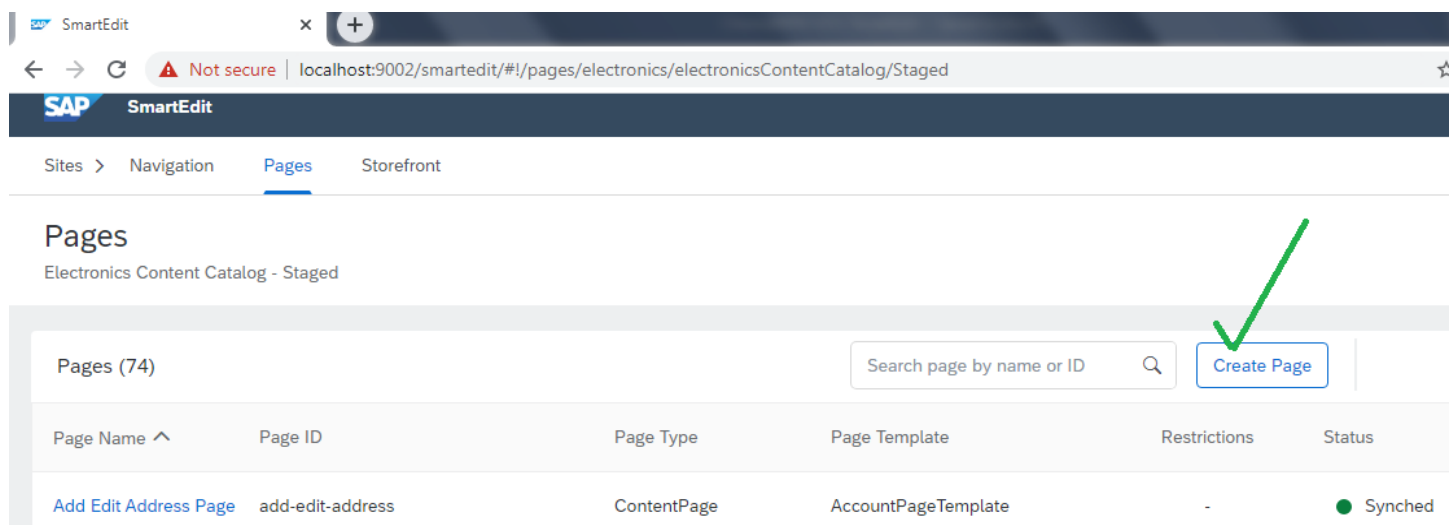 SAP SmartEdit
Not secure | localhost:9002/smartedit/#!/pages/electronics/electronicsContentCatalog/Staged
SAP SmartEdit
Sites > Navigation Pages Storefront
Pages
Electronics Content Catalog - Staged
Pages (74) Search page by name or ID Create Page
Page Name Page ID Page Type Page Template Restrictions Status
Add Edit Address Page add-edit-address ContentPage AccountPageTemplate - Synched